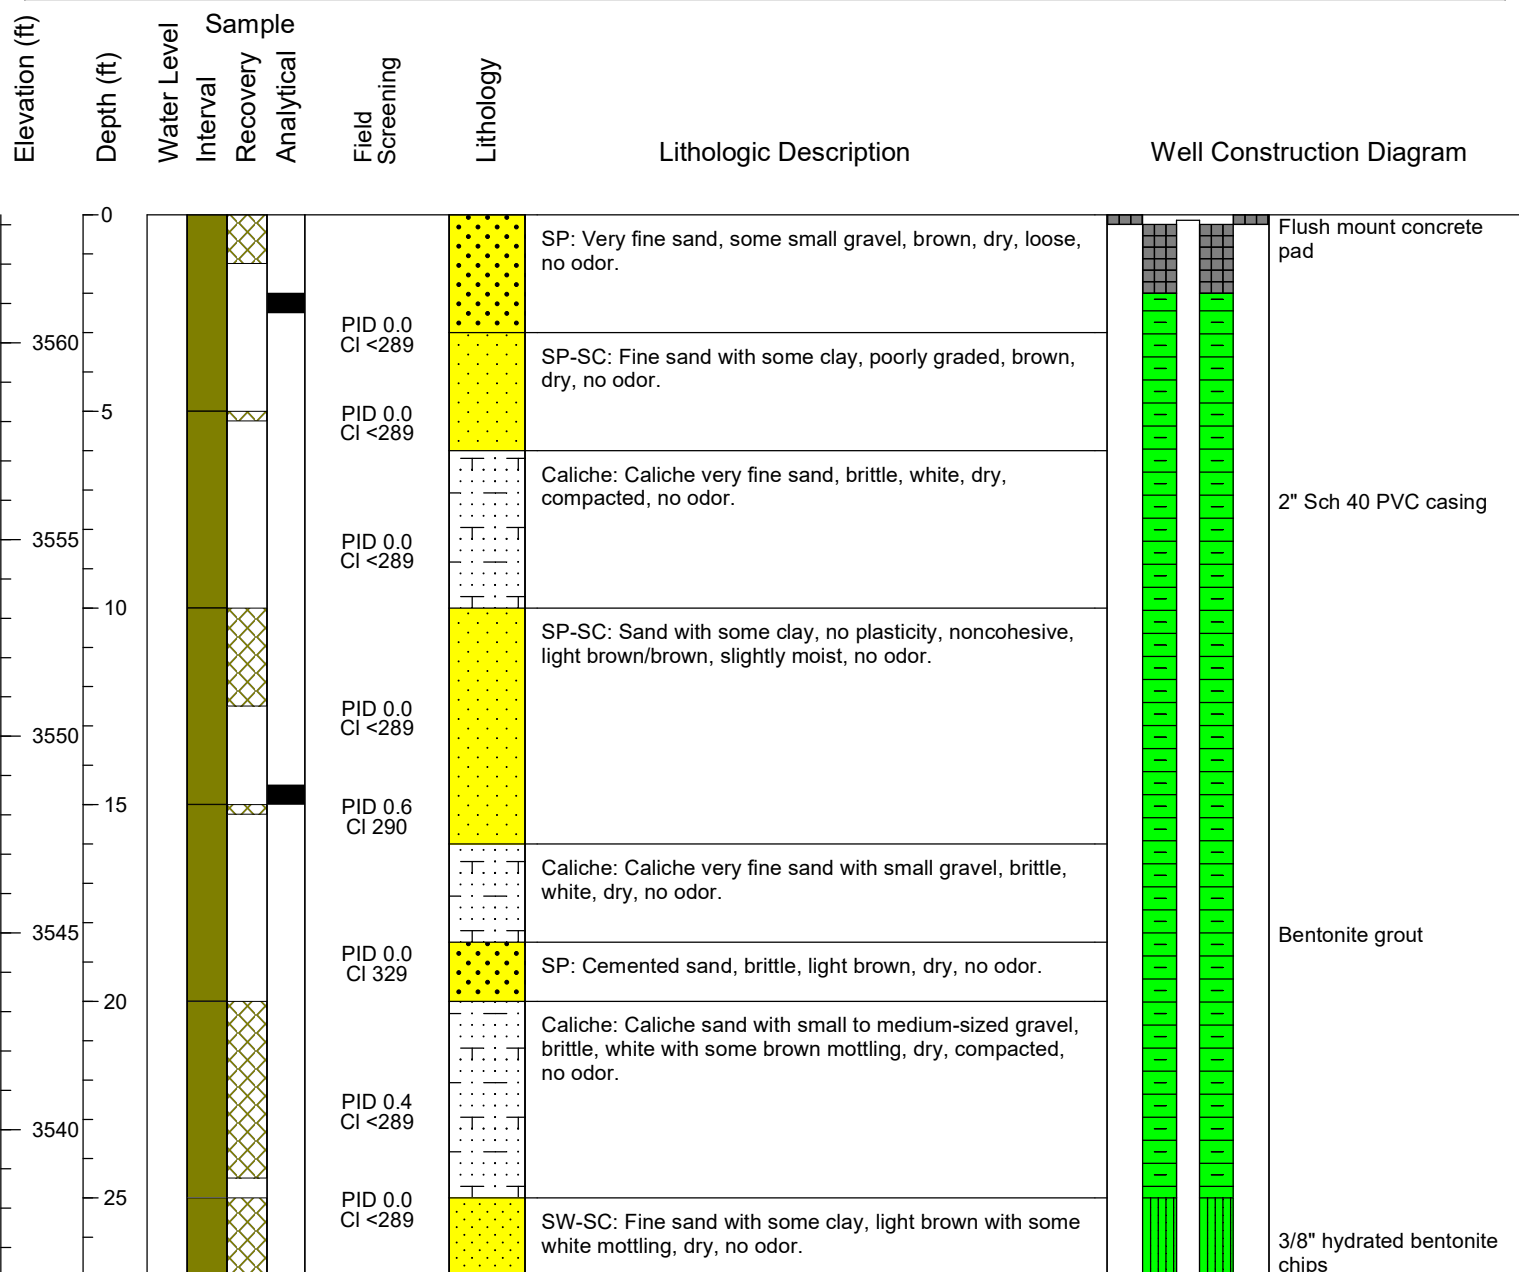 Sample
Elevation (ft)
Depth (ft)
Water Level
Interval
Recovery
Analytical
Field
Screening
Lithology
Lithologic Description
Well Construction Diagram
0
SP: Very fine sand, some small gravel, brown, dry, loose,
no odor.
Flush mount concrete
pad
PID 0.0
Cl <289
3560
SP-SC: Fine sand with some clay, poorly graded, brown,
dry, no odor.
5
PID 0.0
Cl <289
Caliche: Caliche very fine sand, brittle, white, dry,
compacted, no odor.
2" Sch 40 PVC casing
3555
PID 0.0
Cl <289
10
SP-SC: Sand with some clay, no plasticity, noncohesive,
light brown/brown, slightly moist, no odor.
PID 0.0
Cl <289
3550
15
PID 0.6
Cl 290
Caliche: Caliche very fine sand with small gravel, brittle,
white, dry, no odor.
3545
Bentonite grout
PID 0.0
Cl 329
SP: Cemented sand, brittle, light brown, dry, no odor.
20
Caliche: Caliche sand with small to medium-sized gravel,
brittle, white with some brown mottling, dry, compacted,
no odor.
PID 0.4
Cl <289
3540
25
PID 0.0
Cl <289
SW-SC: Fine sand with some clay, light brown with some
white mottling, dry, no odor.
3/8" hydrated bentonite
chips